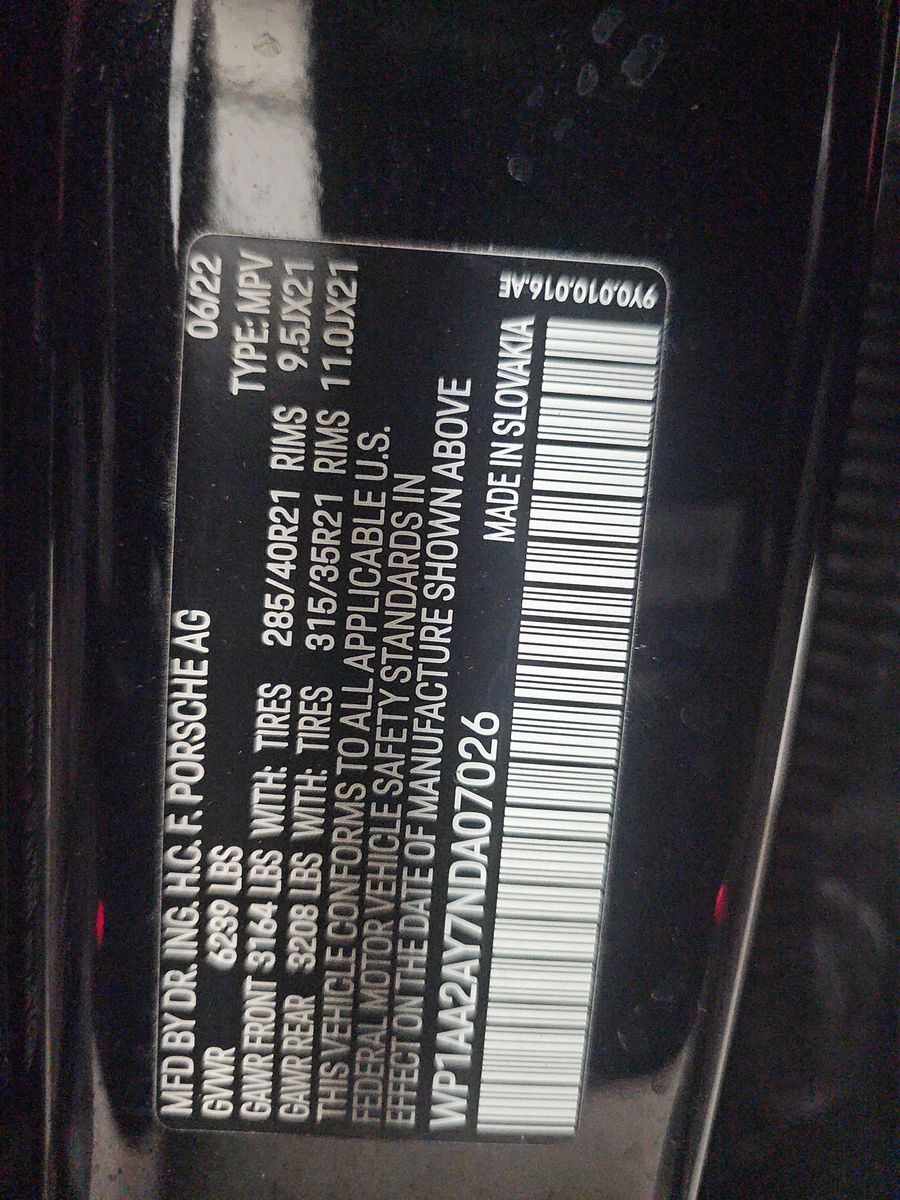 MFD BY DR. ING. H.C. F. PORSCHE AG 06/22
GVWR 6239 LBS TYPE: MPV
GAWR FRONT 3164 LBS WITH: TIRES 285/40R21 RIMS 9.5JX21
GAWR REAR 3208 LBS WITH: TIRES 315/35R21 RIMS 11.0JX21
THIS VEHICLE CONFORMS TO ALL APPLICABLE U.S.
FEDERAL MOTOR VEHICLE SAFETY STANDARDS IN
EFFECT ON THE DATE OF MANUFACTURE SHOWN ABOVE
WP1AA2AY7NDA07026 MADE IN SLOVAKIA
9Y0.010.016.AE